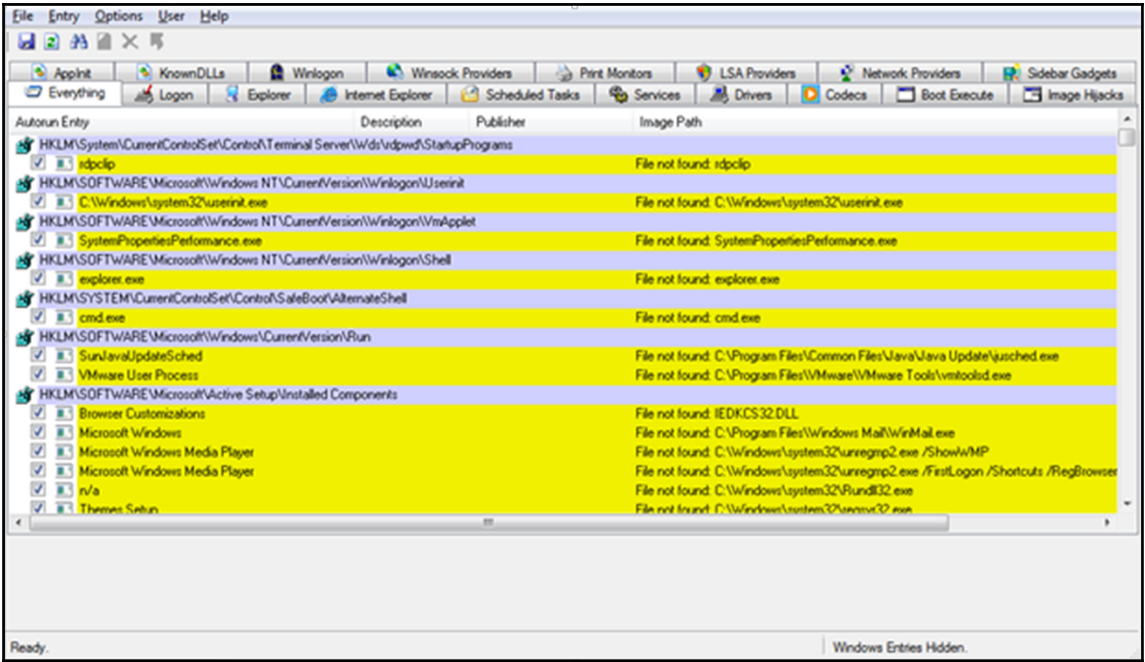 File Entry Options User Help
AppInit KnownDLLs Winlogon Winsock Providers Print Monitors LSA Providers Network Providers Sidebar Gadgets
Everything Logon Explorer Internet Explorer Scheduled Tasks Services Drivers Codecs Boot Execute Image Hijacks
Autorun Entry Description Publisher Image Path
HKLM\System\CurrentControlSet\Control\Terminal Server\Wds\rdpwd\StartupPrograms
rdpclip File not found: rdpclip
HKLM\SOFTWARE\Microsoft\Windows NT\CurrentVersion\Winlogon\Userinit
C:\Windows\system32\userinit.exe File not found: C:\Windows\system32\userinit.exe
HKLM\SOFTWARE\Microsoft\Windows NT\CurrentVersion\Winlogon\VmApplet
SystemPropertiesPerformance.exe File not found: SystemPropertiesPerformance.exe
HKLM\SOFTWARE\Microsoft\Windows NT\CurrentVersion\Winlogon\Shell
explorer.exe File not found: explorer.exe
HKLM\SYSTEM\CurrentControlSet\Control\SafeBoot\AlternateShell
cmd.exe File not found: cmd.exe
HKLM\SOFTWARE\Microsoft\Windows\CurrentVersion\Run
SunJavaUpdateSched File not found: C:\Program Files\Common Files\Java\Java Update\jusched.exe
VMware User Process File not found: C:\Program Files\VMware\VMware Tools\vmtoolsd.exe
HKLM\SOFTWARE\Microsoft\Active Setup\Installed Components
Browser Customizations File not found: IEDKCS32.DLL
Microsoft Windows File not found: C:\Program Files\Windows Mail\WinMail.exe
Microsoft Windows Media Player File not found: C:\Windows\system32\unregmp2.exe /ShowWMP
Microsoft Windows Media Player File not found: C:\Windows\system32\unregmp2.exe /FirstLogon /Shortcuts /RegBrowser
n/a File not found: C:\Windows\system32\Rundll32.exe
Themes Setup File not found: C:\Windows\system32\regsvr32.exe
Ready. Windows Entries Hidden.